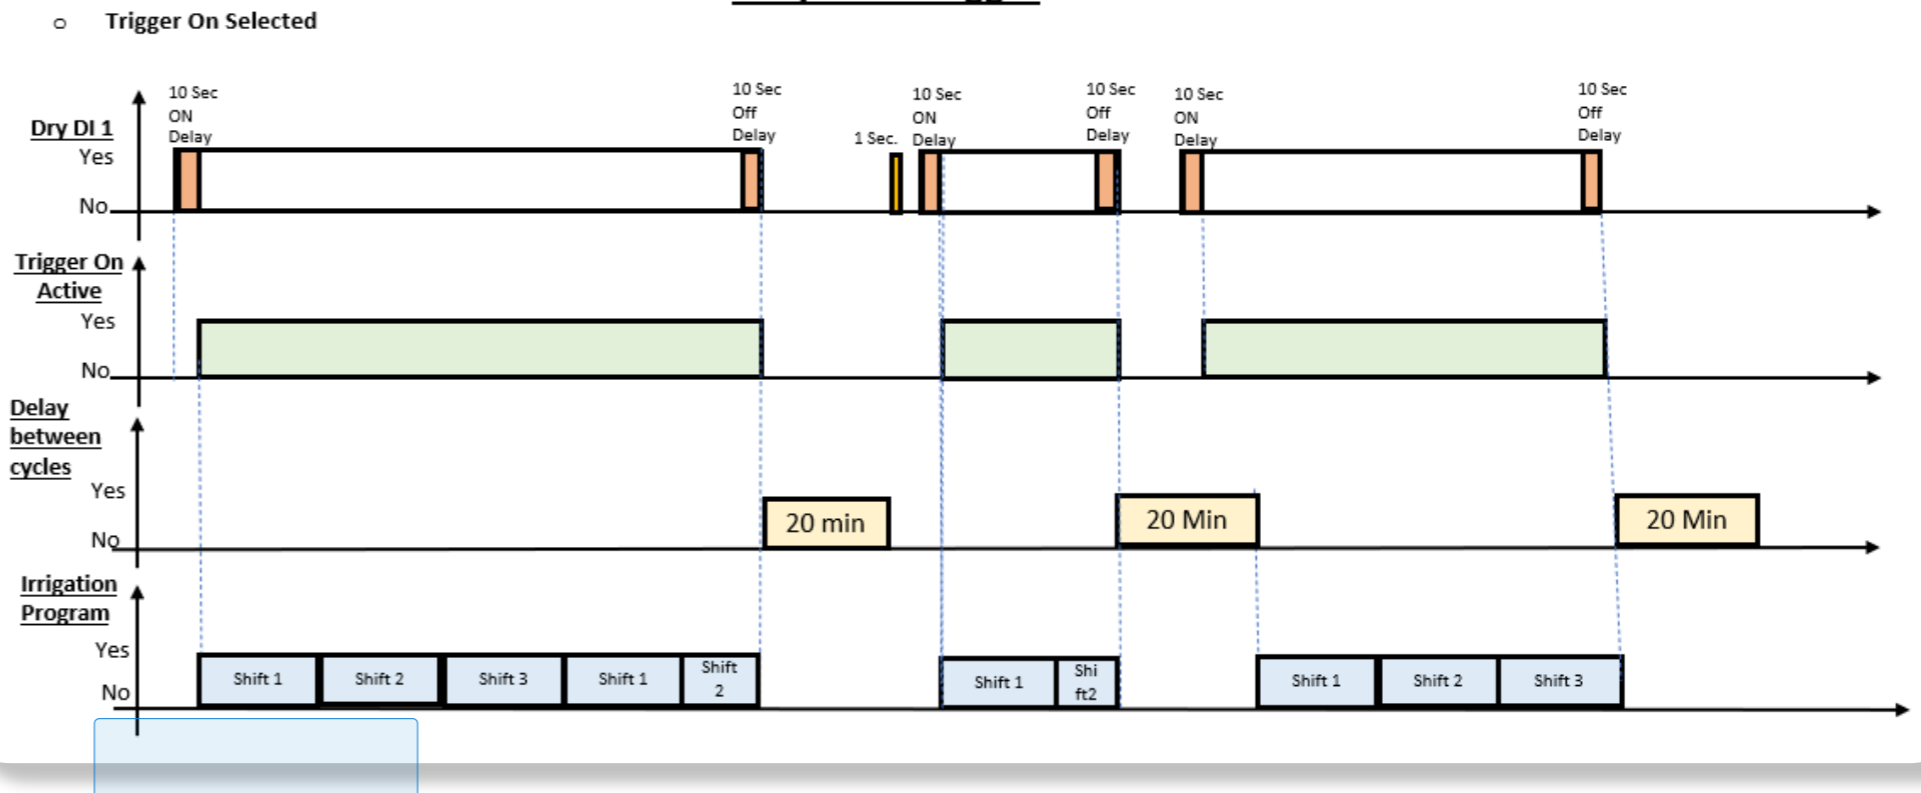 o Trigger On Selected
10 Sec
ON
Delay
10 Sec
Off
Delay
1 Sec.
10 Sec
ON
Delay
10 Sec
Off
Delay
10 Sec
ON
Delay
10 Sec
Off
Delay
Dry DI 1
Yes
No
Trigger On
Active
Yes
No
Delay
between
cycles
Yes
No
20 min
20 Min
20 Min
Irrigation
Program
Yes
No
Shift 1
Shift 2
Shift 3
Shift 1
Shift
2
Shift 1
Shi
ft2
Shift 1
Shift 2
Shift 3